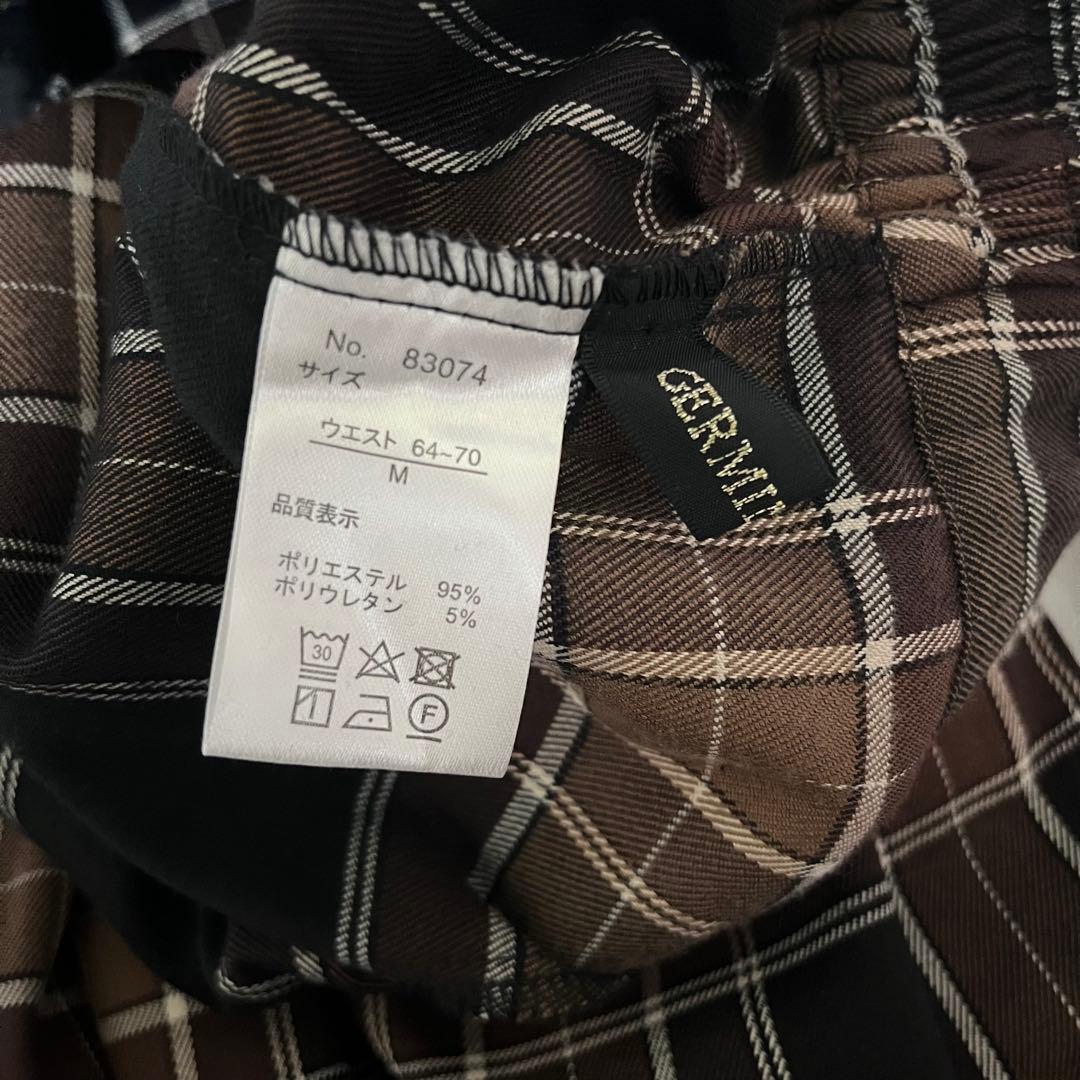 No. 83074
サイズ
ウエスト 64~70
M
品質表示
ポリエステル 95%
ポリウレタン 5%
30
F